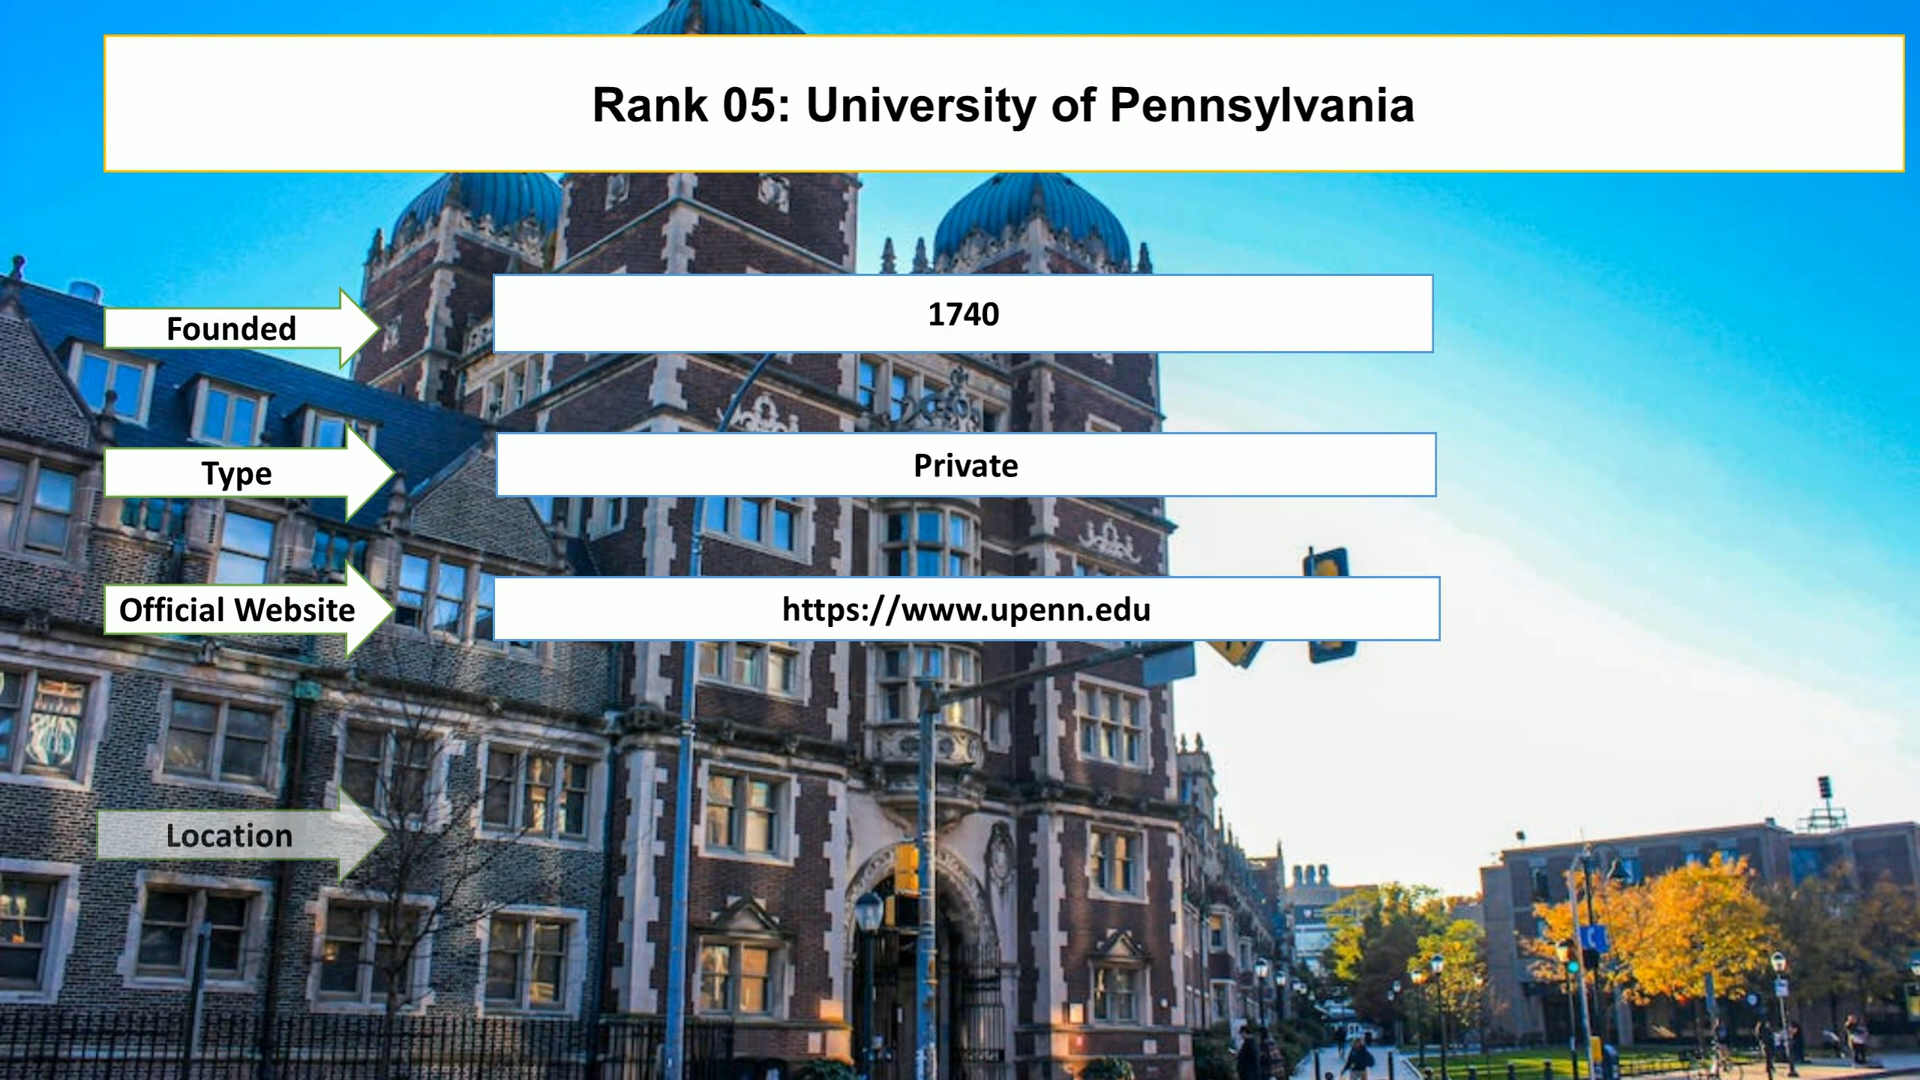 Rank 05: University of Pennsylvania
Founded
1740
Type
Private
Official Website
https://www.upenn.edu
Location